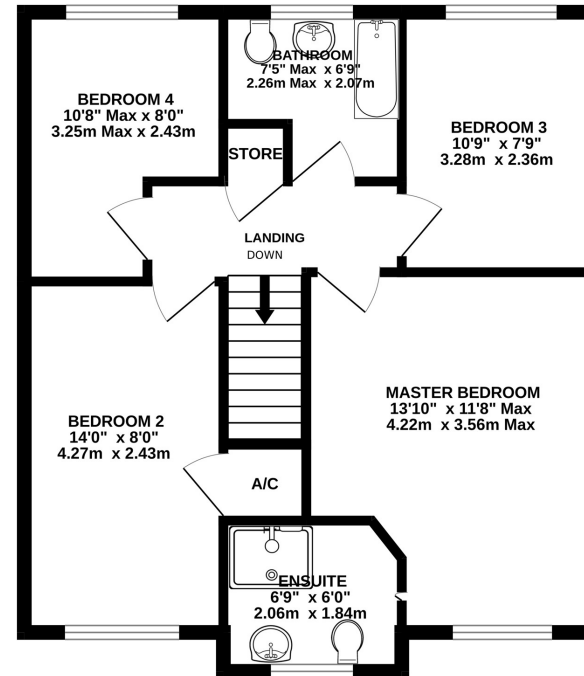 BATHROOM
7'5" Max x 6'9"
2.26m Max x 2.07m
BEDROOM 4
10'8" Max x 8'0"
3.25m Max x 2.43m
BEDROOM 3
10'9" x 7'9"
3.28m x 2.36m
STORE
LANDING
DOWN
MASTER BEDROOM
13'10" x 11'8" Max
4.22m x 3.56m Max
BEDROOM 2
14'0" x 8'0"
4.27m x 2.43m
A/C
ENSUITE
6'9" x 6'0"
2.06m x 1.84m